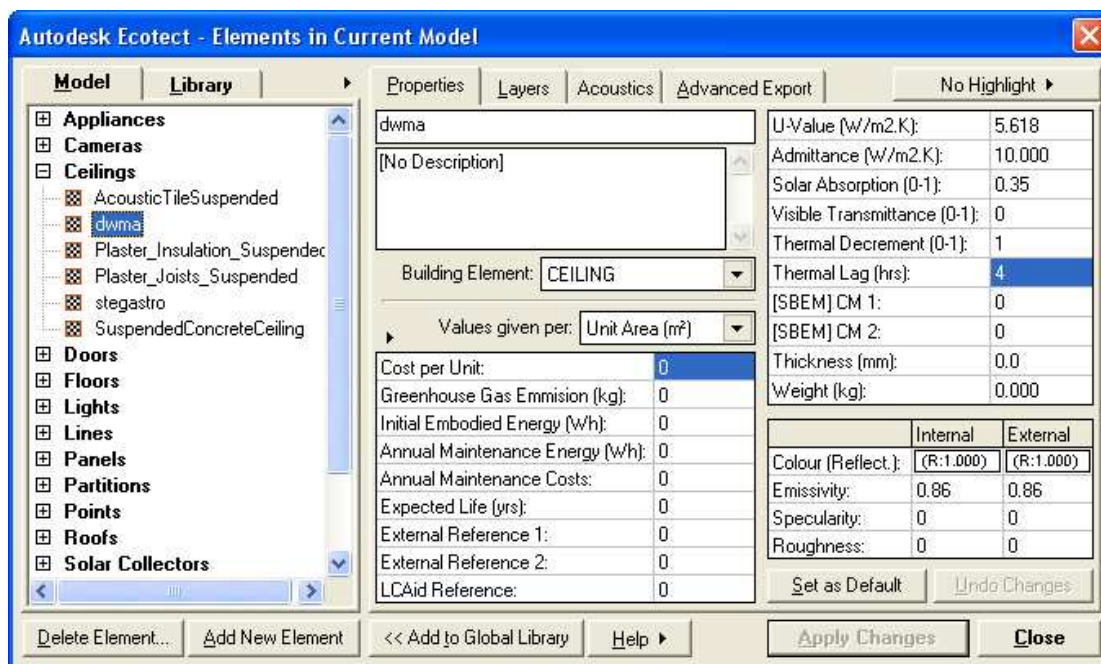 Autodesk Ecotect - Elements in Current Model
Model Library
Appliances
Cameras
Ceilings
AcousticTileSuspended
dwma
Plaster_Insulation_Suspended
Plaster_Joists_Suspended
stegastro
SuspendedConcreteCeiling
Doors
Floors
Lights
Lines
Panels
Partitions
Points
Roofs
Solar Collectors
Delete Element... Add New Element
Properties Layers Acoustics Advanced Export
No Highlight
dwma
[No Description]
Building Element: CEILING
Values given per: Unit Area (m²)
Cost per Unit: 0
Greenhouse Gas Emmision (kg): 0
Initial Embodied Energy (Wh): 0
Annual Maintenance Energy (Wh): 0
Annual Maintenance Costs: 0
Expected Life (yrs): 0
External Reference 1: 0
External Reference 2: 0
LCAid Reference: 0
U-Value (W/m2.K): 5.618
Admittance (W/m2.K): 10.000
Solar Absorption (0-1): 0.35
Visible Transmittance (0-1): 0
Thermal Decrement (0-1): 1
Thermal Lag (hrs): 4
[SBEM] CM 1: 0
[SBEM] CM 2: 0
Thickness (mm): 0.0
Weight (kg): 0.000
Internal External
Colour (Reflect.): (R:1.000) (R:1.000)
Emissivity: 0.86 0.86
Specularity: 0 0
Roughness: 0 0
Set as Default Undo Changes
<< Add to Global Library Help
Apply Changes Close